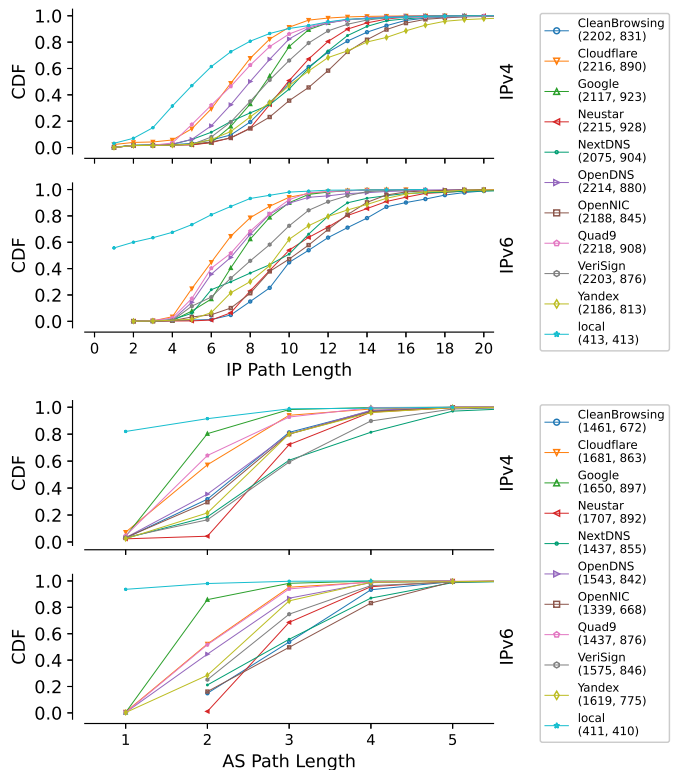 1.0
0.8
0.6
0.4
0.2
0.0
CDF
IPv4
1.0
0.8
0.6
0.4
0.2
0.0
CDF
IPv6
0 2 4 6 8 10 12 14 16 18 20
IP Path Length
CleanBrowsing
(2202, 831)
Cloudflare
(2216, 890)
Google
(2117, 923)
Neustar
(2215, 928)
NextDNS
(2075, 904)
OpenDNS
(2214, 880)
OpenNIC
(2188, 845)
Quad9
(2218, 908)
VeriSign
(2203, 876)
Yandex
(2186, 813)
local
(413, 413)
1.0
0.8
0.6
0.4
0.2
0.0
CDF
IPv4
1.0
0.8
0.6
0.4
0.2
0.0
CDF
IPv6
1 2 3 4 5
AS Path Length
CleanBrowsing
(1461, 672)
Cloudflare
(1681, 863)
Google
(1650, 897)
Neustar
(1707, 892)
NextDNS
(1437, 855)
OpenDNS
(1543, 842)
OpenNIC
(1339, 668)
Quad9
(1437, 876)
VeriSign
(1575, 846)
Yandex
(1619, 775)
local
(411, 410)